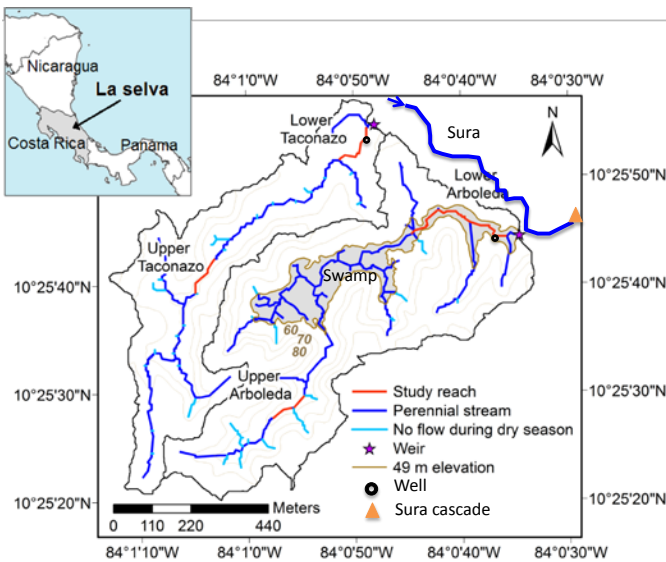 Nicaragua
La selva
Costa Rica
Panama
84°1'0"W
84°0'50"W
84°0'40"W
84°0'30"W
N
Lower
Taconazo
Sura
Lower
Arboleda
10°25'50"N
Upper
Taconazo
10°25'40"N
10°25'40"N
Swamp
60
70
80
Upper
Arboleda
10°25'30"N
10°25'30"N
Study reach
Perennial stream
No flow during dry season
Weir
49 m elevation
Well
Sura cascade
10°25'20"N
10°25'20"N
Meters
0 110 220 440
84°1'10"W
84°1'0"W
84°0'50"W
84°0'40"W
84°0'30"W